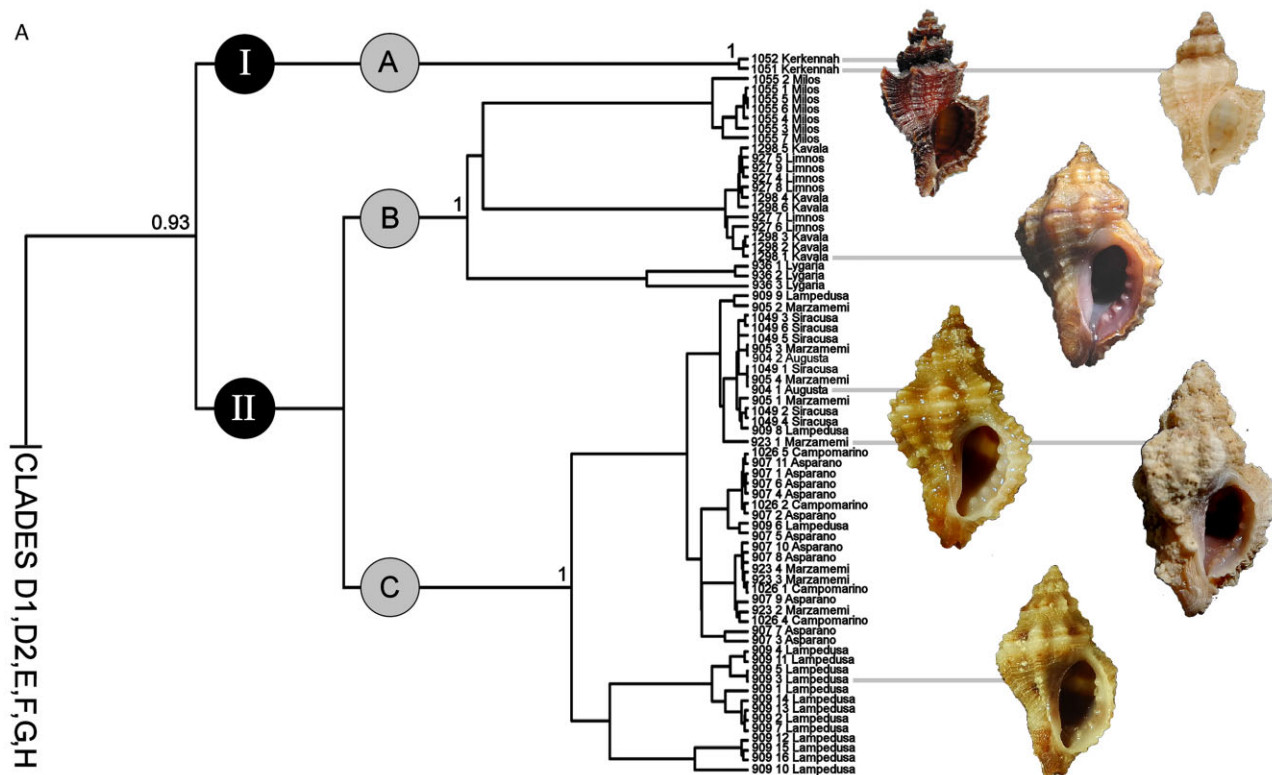 A
I
A
1
1052 Kerkennah
1051 Kerkennah
1055 2 Milos
1055 1 Milos
1055 5 Milos
1055 6 Milos
1055 4 Milos
1055 3 Milos
1055 7 Milos
1298 5 Kavala
927 5 Limnos
927 9 Limnos
927 4 Limnos
927 8 Limnos
1298 4 Kavala
1298 6 Kavala
927 7 Limnos
927 6 Limnos
1298 3 Kavala
1298 2 Kavala
1298 1 Kavala
936 1 Lygaria
936 2 Lygaria
936 3 Lygaria
B
1
0.93
II
909 9 Lampedusa
905 2 Marzamemi
1049 3 Siracusa
1049 6 Siracusa
1049 5 Siracusa
905 3 Marzamemi
904 2 Augusta
1049 1 Siracusa
905 4 Marzamemi
904 1 Augusta
905 1 Marzamemi
1049 2 Siracusa
1049 4 Siracusa
909 8 Lampedusa
923 1 Marzamemi
1026 5 Campomarino
907 11 Asparano
907 1 Asparano
907 6 Asparano
907 4 Asparano
1026 2 Campomarino
907 2 Asparano
909 6 Lampedusa
907 5 Asparano
907 10 Asparano
907 8 Asparano
923 4 Marzamemi
923 3 Marzamemi
1026 1 Campomarino
907 9 Asparano
923 2 Marzamemi
1026 4 Campomarino
907 7 Asparano
907 3 Asparano
909 4 Lampedusa
909 11 Lampedusa
909 5 Lampedusa
909 3 Lampedusa
909 1 Lampedusa
909 14 Lampedusa
909 13 Lampedusa
909 2 Lampedusa
909 7 Lampedusa
909 12 Lampedusa
909 15 Lampedusa
909 16 Lampedusa
909 10 Lampedusa
C
1
CLADES D1,D2,E,F,G,H